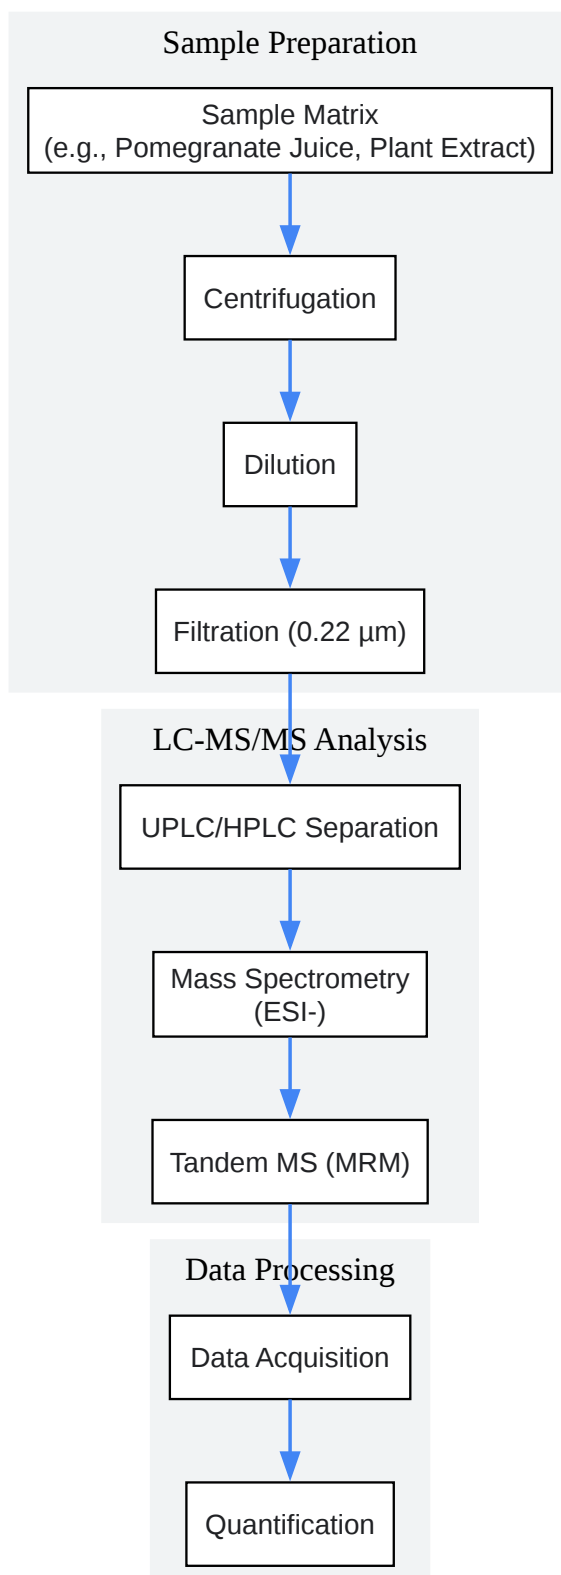 Sample Preparation
Sample Matrix
(e.g., Pomegranate Juice, Plant Extract)
Centrifugation
Dilution
Filtration (0.22 µm)
LC-MS/MS Analysis
UPLC/HPLC Separation
Mass Spectrometry
(ESI-)
Tandem MS (MRM)
Data Processing
Data Acquisition
Quantification